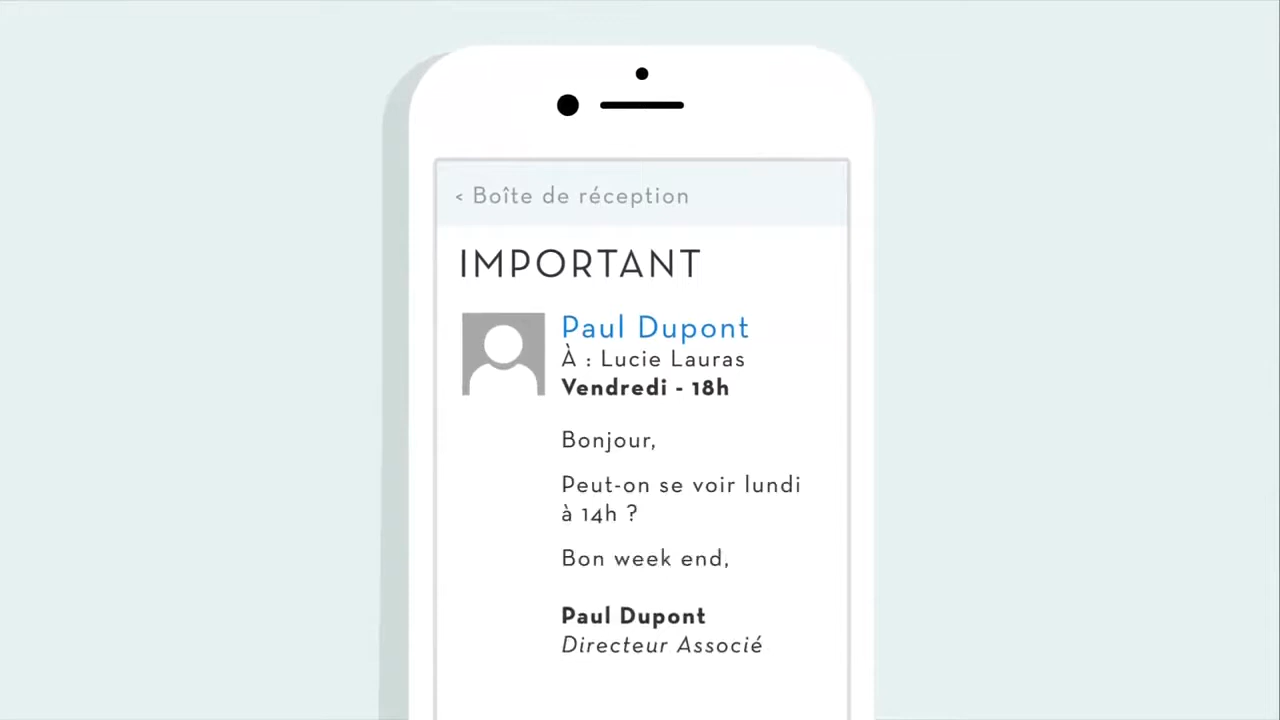 < Boîte de réception
IMPORTANT
Paul Dupont
À : Lucie Lauras
Vendredi - 18h
Bonjour,
Peut-on se voir lundi
à 14h ?
Bon week end,
Paul Dupont
Directeur Associé